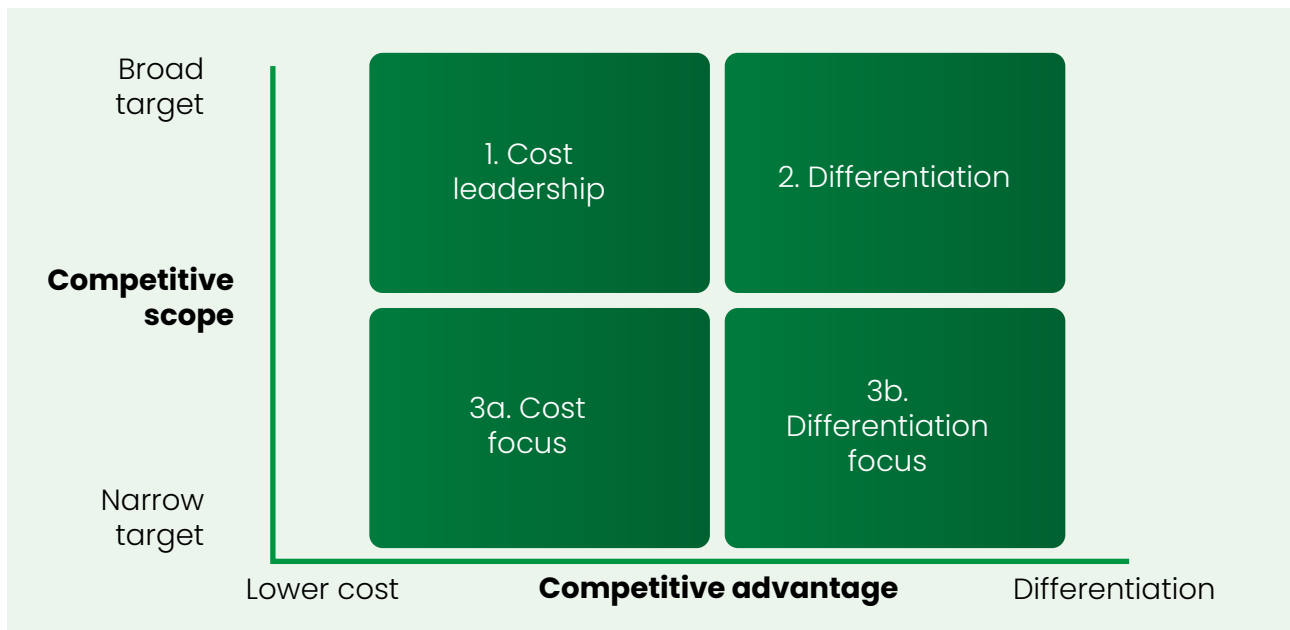 Broad
target
1. Cost
leadership
2. Differentiation
Competitive
scope
3a. Cost
focus
3b.
Differentiation
focus
Narrow
target
Lower cost
Competitive advantage
Differentiation